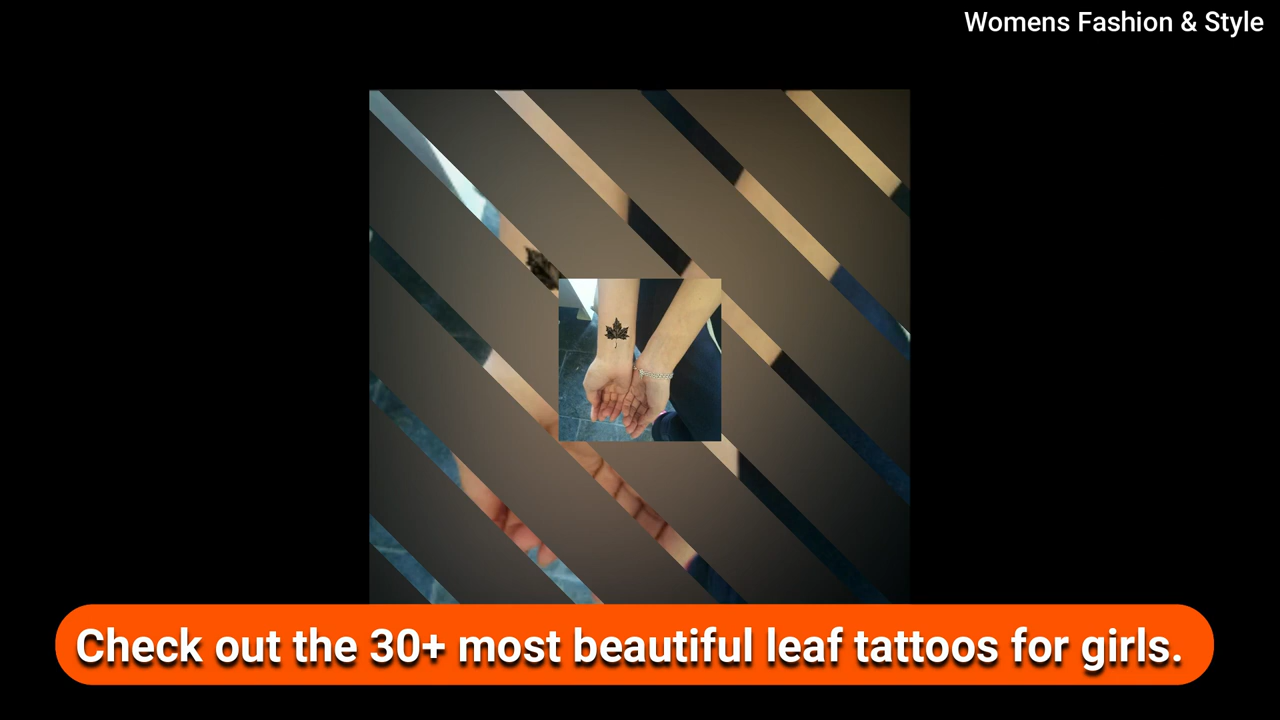 Womens Fashion & Style
Check out the 30+ most beautiful leaf tattoos for girls.